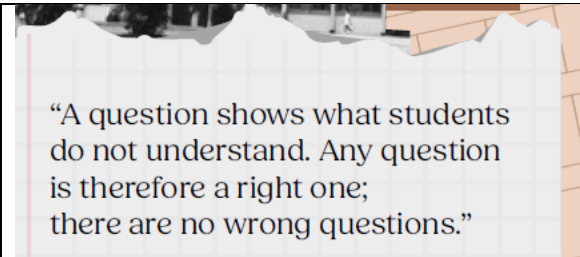 “A question shows what students
do not understand. Any question
is therefore a right one;
there are no wrong questions.”